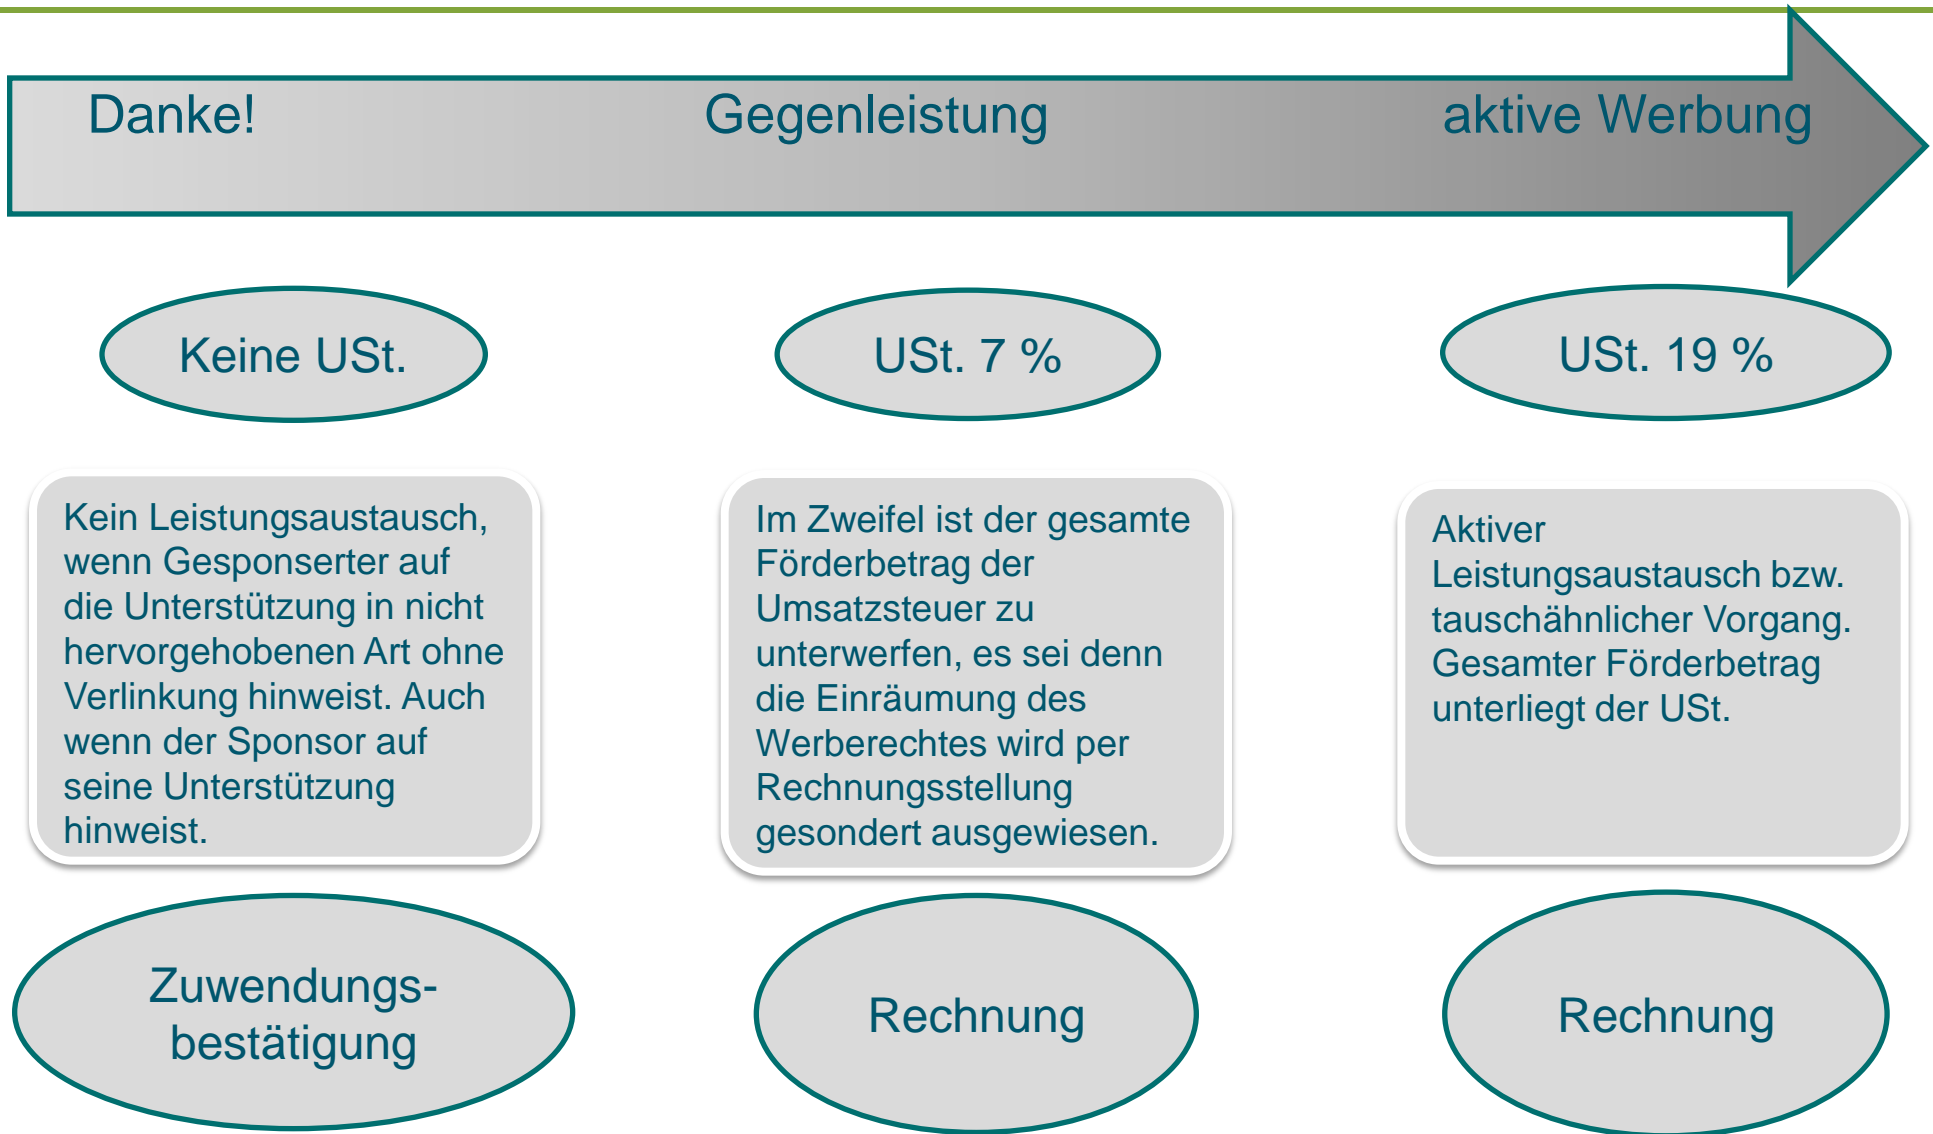 Danke!
Gegenleistung
aktive Werbung
Keine USt.
USt. 7 %
USt. 19 %
Kein Leistungsaustausch,
wenn Gesponserter auf
die Unterstützung in nicht
hervorgehobenen Art ohne
Verlinkung hinweist. Auch
wenn der Sponsor auf
seine Unterstützung
hinweist.
Im Zweifel ist der gesamte
Förderbetrag der
Umsatzsteuer zu
unterwerfen, es sei denn
die Einräumung des
Werberechtes wird per
Rechnungsstellung
gesondert ausgewiesen.
Aktiver
Leistungsaustausch bzw.
tauschähnlicher Vorgang.
Gesamter Förderbetrag
unterliegt der USt.
Zuwendungs-
bestätigung
Rechnung
Rechnung